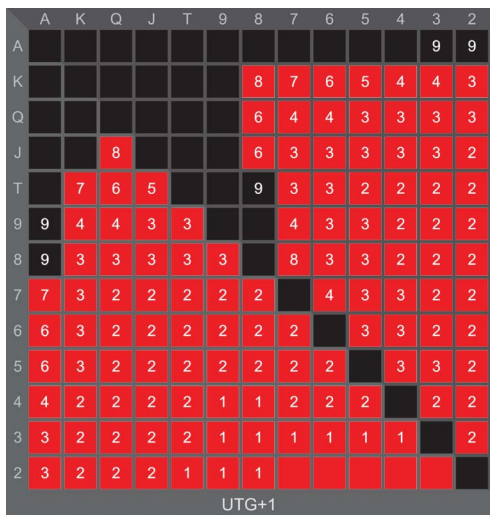 A K Q J T 9 8 7 6 5 4 3 2
A 9 9
K 8 7 6 5 4 4 3
Q 6 4 4 3 3 3 3
J 8 6 3 3 3 3 3 2
T 7 6 5 9 3 3 2 2 2 2
9 9 4 4 3 3 4 3 3 2 2 2
8 9 3 3 3 3 3 8 3 3 2 2 2
7 7 3 2 2 2 2 2 4 3 3 2 2
6 6 3 2 2 2 2 2 2 3 3 2 2
5 6 3 2 2 2 2 2 2 2 3 3 2
4 4 2 2 2 2 1 1 2 2 2 2 2
3 3 2 2 2 2 1 1 1 1 1 1 2
2 3 2 2 2 1 1 1
UTG+1